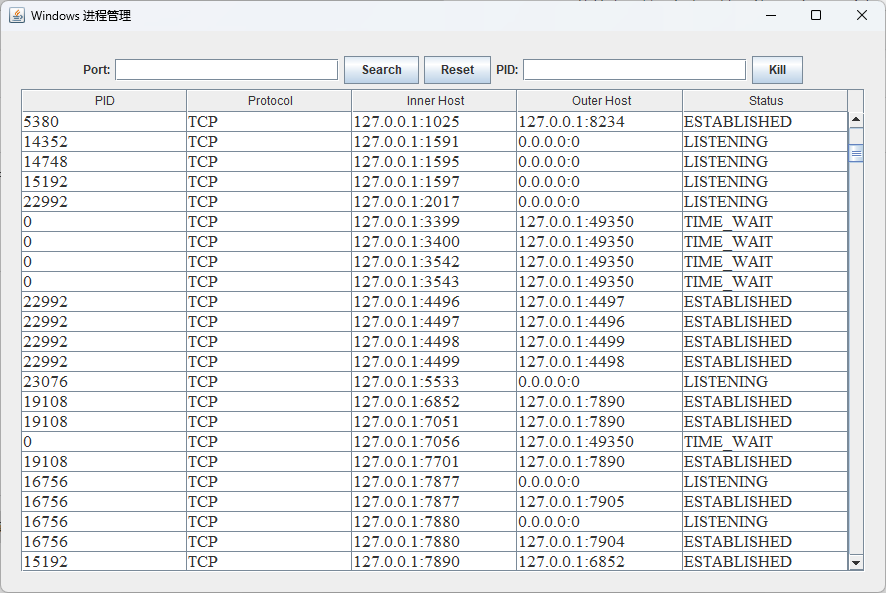 Windows 进程管理
Port: Search Reset PID: Kill
PID Protocol Inner Host Outer Host Status
5380 TCP 127.0.0.1:1025 127.0.0.1:8234 ESTABLISHED
14352 TCP 127.0.0.1:1591 0.0.0.0:0 LISTENING
14748 TCP 127.0.0.1:1595 0.0.0.0:0 LISTENING
15192 TCP 127.0.0.1:1597 0.0.0.0:0 LISTENING
22992 TCP 127.0.0.1:2017 0.0.0.0:0 LISTENING
0 TCP 127.0.0.1:3399 127.0.0.1:49350 TIME_WAIT
0 TCP 127.0.0.1:3400 127.0.0.1:49350 TIME_WAIT
0 TCP 127.0.0.1:3542 127.0.0.1:49350 TIME_WAIT
0 TCP 127.0.0.1:3543 127.0.0.1:49350 TIME_WAIT
22992 TCP 127.0.0.1:4496 127.0.0.1:4497 ESTABLISHED
22992 TCP 127.0.0.1:4497 127.0.0.1:4496 ESTABLISHED
22992 TCP 127.0.0.1:4498 127.0.0.1:4499 ESTABLISHED
22992 TCP 127.0.0.1:4499 127.0.0.1:4498 ESTABLISHED
23076 TCP 127.0.0.1:5533 0.0.0.0:0 LISTENING
19108 TCP 127.0.0.1:6852 127.0.0.1:7890 ESTABLISHED
19108 TCP 127.0.0.1:7051 127.0.0.1:7890 ESTABLISHED
0 TCP 127.0.0.1:7056 127.0.0.1:49350 TIME_WAIT
19108 TCP 127.0.0.1:7701 127.0.0.1:7890 ESTABLISHED
16756 TCP 127.0.0.1:7877 0.0.0.0:0 LISTENING
16756 TCP 127.0.0.1:7877 127.0.0.1:7905 ESTABLISHED
16756 TCP 127.0.0.1:7880 0.0.0.0:0 LISTENING
16756 TCP 127.0.0.1:7880 127.0.0.1:7904 ESTABLISHED
15192 TCP 127.0.0.1:7890 127.0.0.1:6852 ESTABLISHED